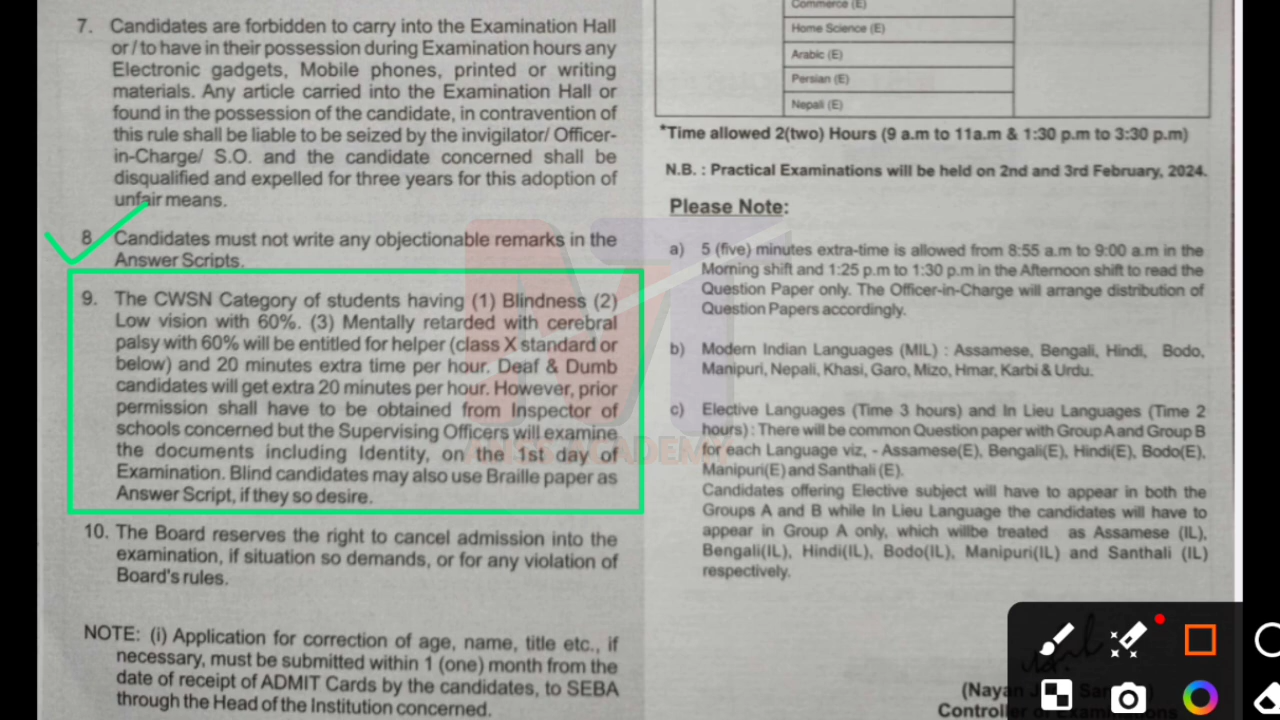 7. Candidates are forbidden to carry into the Examination Hall
or / to have in their possession during Examination hours any
Electronic gadgets, Mobile phones, printed or writing
materials. Any article carried into the Examination Hall or
found in the possession of the candidate, in contravention of
this rule shall be liable to be seized by the invigilator/ Officer-
in-Charge/ S.O. and the candidate concerned shall be
disqualified and expelled for three years for this adoption of
unfair means.
8 Candidates must not write any objectionable remarks in the
Answer Scripts.
9. The CWSN Category of students having (1) Blindness (2)
Low vision with 60%. (3) Mentally retarded with cerebral
palsy with 60% will be entitled for helper (class X standard or
below) and 20 minutes extra time per hour. Deaf & Dumb
candidates will get extra 20 minutes per hour. However, prior
permission shall have to be obtained from Inspector of
schools concerned but the Supervising Officers will examine
the documents including Identity, on the 1st day of
Examination. Blind candidates may also use Braille paper as
Answer Script, if they so desire.
10. The Board reserves the right to cancel admission into the
examination, if situation so demands, or for any violation of
Board's rules.
NOTE: (i) Application for correction of age, name, title etc., if
necessary, must be submitted within 1 (one) month from the
date of receipt of ADMIT Cards by the candidates, to SEBA
through the Head of the Institution concerned.
Commerce (E)
Home Science (E)
Arabic (E)
Persian (E)
Nepali (E)
*Time allowed 2(two) Hours (9 a.m to 11a.m & 1:30 p.m to 3:30 p.m)
N.B. : Practical Examinations will be held on 2nd and 3rd February, 2024.
Please Note:
a) 5 (five) minutes extra-time is allowed from 8:55 a.m to 9:00 a.m in the
Morning shift and 1:25 p.m to 1:30 p.m in the Afternoon shift to read the
Question Paper only. The Officer-in-Charge will arrange distribution of
Question Papers accordingly.
b) Modern Indian Languages (MIL) : Assamese, Bengali, Hindi, Bodo,
Manipuri, Nepali, Khasi, Garo, Mizo, Hmar, Karbi & Urdu.
c) Elective Languages (Time 3 hours) and In Lieu Languages (Time 2
hours) : There will be common Question paper with Group A and Group B
for each Language viz, - Assamese(E), Bengali(E), Hindi(E), Bodo(E),
Manipuri(E) and Santhali (E).
Candidates offering Elective subject will have to appear in both the
Groups A and B while In Lieu Language the candidates will have to
appear in Group A only, which willbe treated as Assamese (IL),
Bengali(IL), Hindi(IL), Bodo(IL), Manipuri(IL) and Santhali (IL)
respectively.
(Nayan
Controller of Examinations